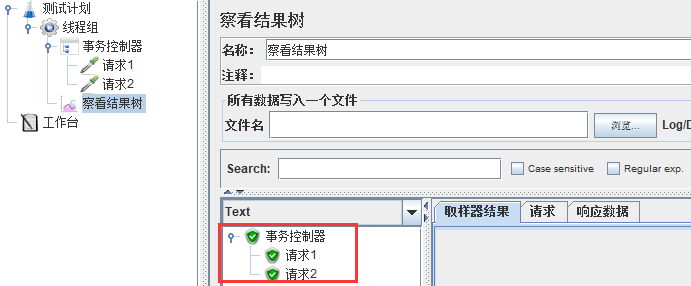 测试计划
线程组
事务控制器
请求1
请求2
察看结果树
工作台
察看结果树
名称： 察看结果树
注释：
所有数据写入一个文件
文件名 浏览... Log/D
Search: Case sensitive Regular exp.
Text 取样器结果 请求 响应数据
事务控制器
请求1
请求2